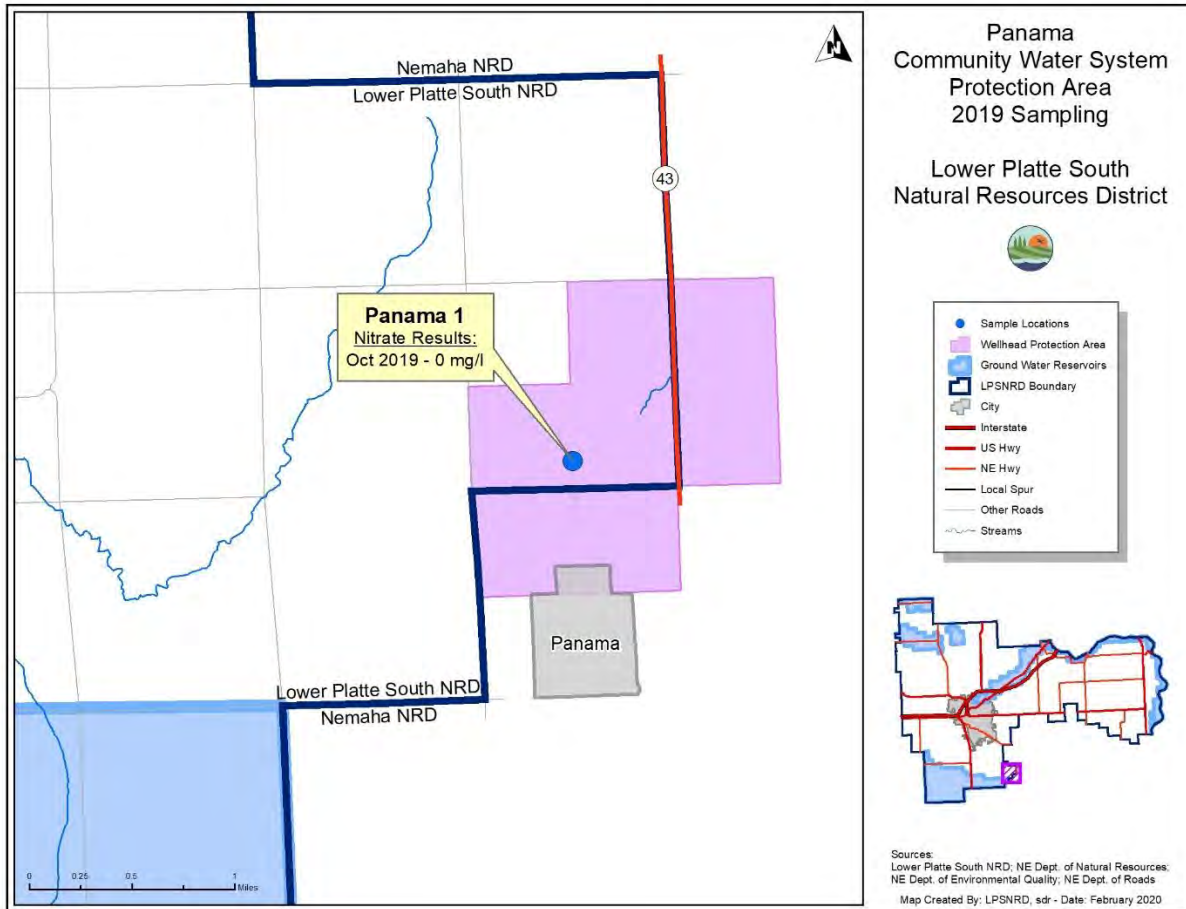 Nemaha NRD
Lower Platte South NRD
N
43
Panama 1
Nitrate Results:
Oct 2019 - 0 mg/l
Panama
Lower Platte South NRD
Nemaha NRD
0 0.25 0.5 1
Miles
Panama
Community Water System
Protection Area
2019 Sampling
Lower Platte South
Natural Resources District
Sample Locations
Wellhead Protection Area
Ground Water Reservoirs
LPSNRD Boundary
City
Interstate
US Hwy
NE Hwy
Local Spur
Other Roads
Streams
Sources:
Lower Platte South NRD; NE Dept. of Natural Resources;
NE Dept. of Environmental Quality; NE Dept. of Roads
Map Created By: LPSNRD, sdr - Date: February 2020